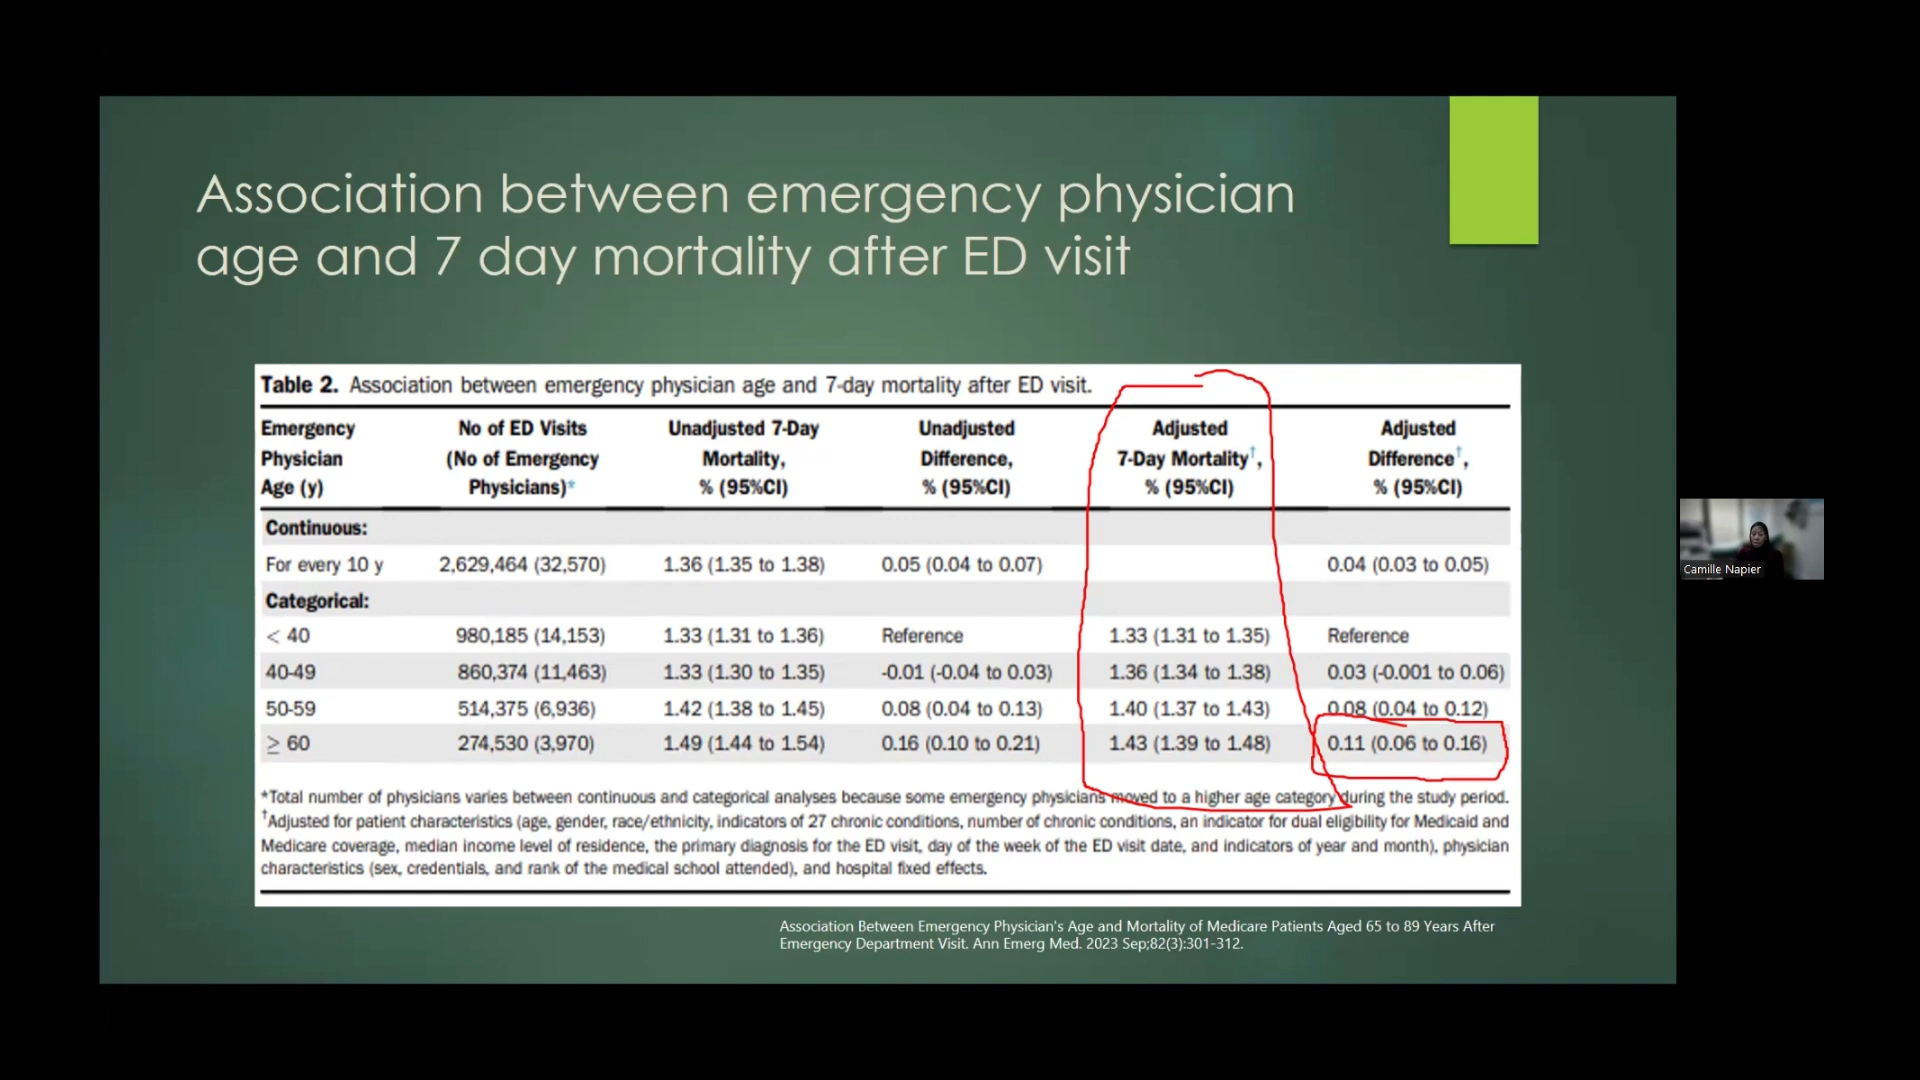 Association between emergency physician
age and 7 day mortality after ED visit
Table 2. Association between emergency physician age and 7-day mortality after ED visit.
Emergency Physician Age (y) No of ED Visits (No of Emergency Physicians)* Unadjusted 7-Day Mortality, % (95%CI) Unadjusted Difference, % (95%CI) Adjusted 7-Day Mortality†, % (95%CI) Adjusted Difference†, % (95%CI)
Continuous:
For every 10 y 2,629,464 (32,570) 1.36 (1.35 to 1.38) 0.05 (0.04 to 0.07) 0.04 (0.03 to 0.05)
Categorical:
< 40 980,185 (14,153) 1.33 (1.31 to 1.36) Reference 1.33 (1.31 to 1.35) Reference
40-49 860,374 (11,463) 1.33 (1.30 to 1.35) -0.01 (-0.04 to 0.03) 1.36 (1.34 to 1.38) 0.03 (-0.001 to 0.06)
50-59 514,375 (6,936) 1.42 (1.38 to 1.45) 0.08 (0.04 to 0.13) 1.40 (1.37 to 1.43) 0.08 (0.04 to 0.12)
≥ 60 274,530 (3,970) 1.49 (1.44 to 1.54) 0.16 (0.10 to 0.21) 1.43 (1.39 to 1.48) 0.11 (0.06 to 0.16)
*Total number of physicians varies between continuous and categorical analyses because some emergency physicians moved to a higher age category during the study period.
†Adjusted for patient characteristics (age, gender, race/ethnicity, indicators of 27 chronic conditions, number of chronic conditions, an indicator for dual eligibility for Medicaid and
Medicare coverage, median income level of residence, the primary diagnosis for the ED visit, day of the week of the ED visit date, and indicators of year and month), physician
characteristics (sex, credentials, and rank of the medical school attended), and hospital fixed effects.
Association Between Emergency Physician's Age and Mortality of Medicare Patients Aged 65 to 89 Years After
Emergency Department Visit. Ann Emerg Med. 2023 Sep;82(3):301-312.
Camille Napier